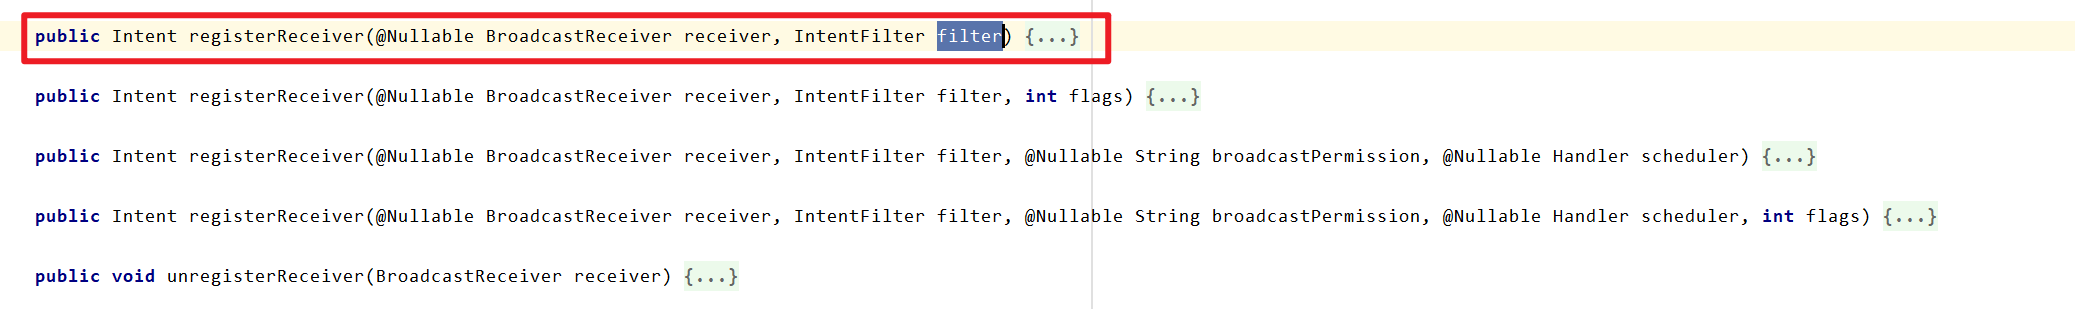 public Intent registerReceiver(@Nullable BroadcastReceiver receiver, IntentFilter filter) {...}
public Intent registerReceiver(@Nullable BroadcastReceiver receiver, IntentFilter filter, int flags) {...}
public Intent registerReceiver(@Nullable BroadcastReceiver receiver, IntentFilter filter, @Nullable String broadcastPermission, @Nullable Handler scheduler) {...}
public Intent registerReceiver(@Nullable BroadcastReceiver receiver, IntentFilter filter, @Nullable String broadcastPermission, @Nullable Handler scheduler, int flags) {...}
public void unregisterReceiver(BroadcastReceiver receiver) {...}